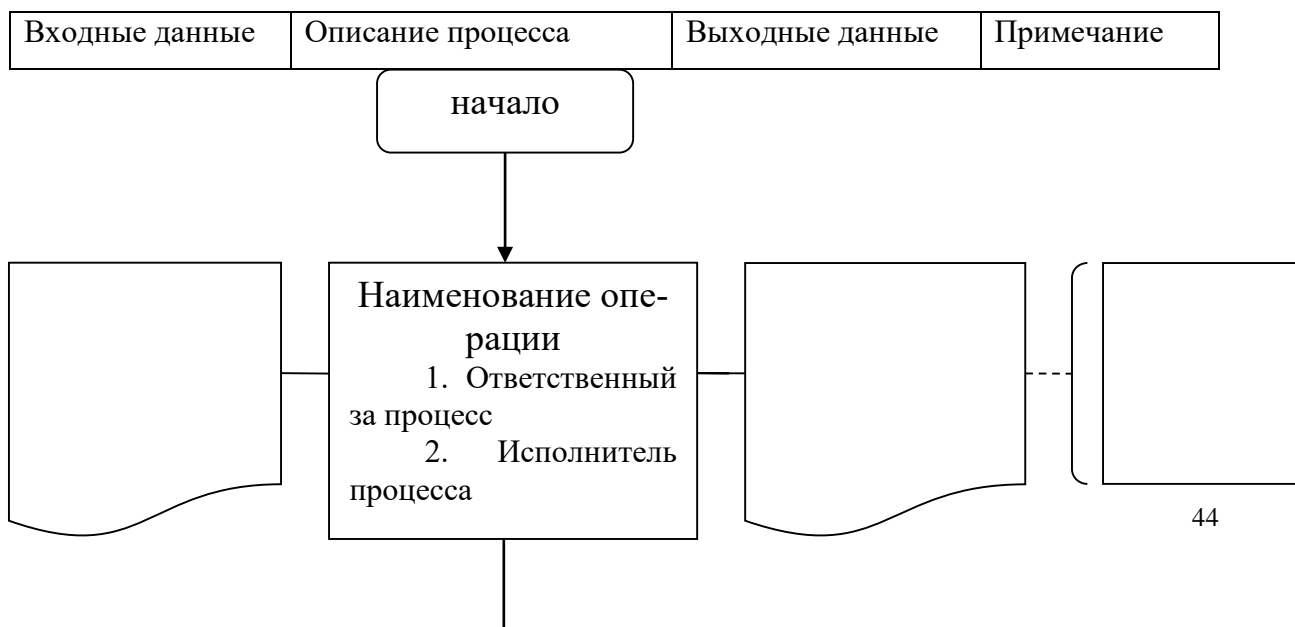 Входные данные Описание процесса Выходные данные Примечание
начало
Наименование опе-
рации
1. Ответственный
за процесс
2. Исполнитель
процесса
44